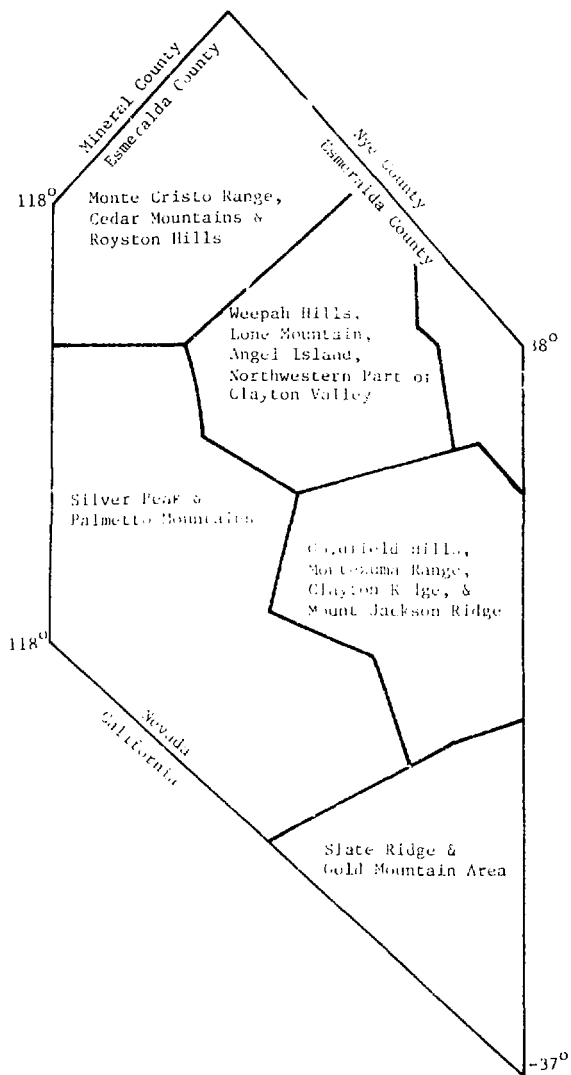 Mineral County
Esmeralda County
Nye County
Esmeralda County
118°
Monte Cristo Range,
Cedar Mountains &
Royston Hills
38°
Weepah Hills,
Lone Mountain,
Angel Island,
Northwestern Part of
Clayton Valley
Silver Peak &
Palmetto Mountains
Goldfield Hills,
Montezuma Range,
Clayton Ridge, &
Mount Jackson Ridge
118°
Nevada
California
Slate Ridge &
Gold Mountain Area
37°